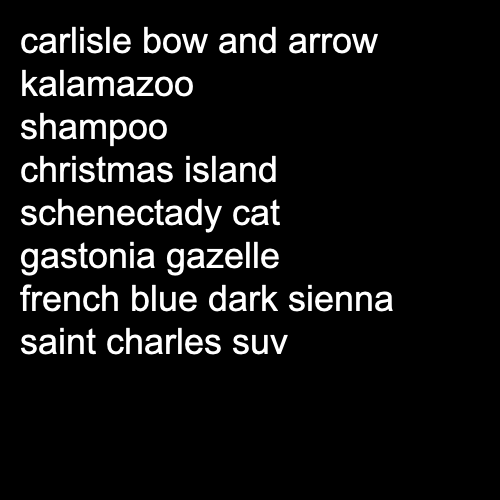 carlisle bow and arrow
kalamazoo
shampoo
christmas island
schenectady cat
gastonia gazelle
french blue dark sienna
saint charles suv